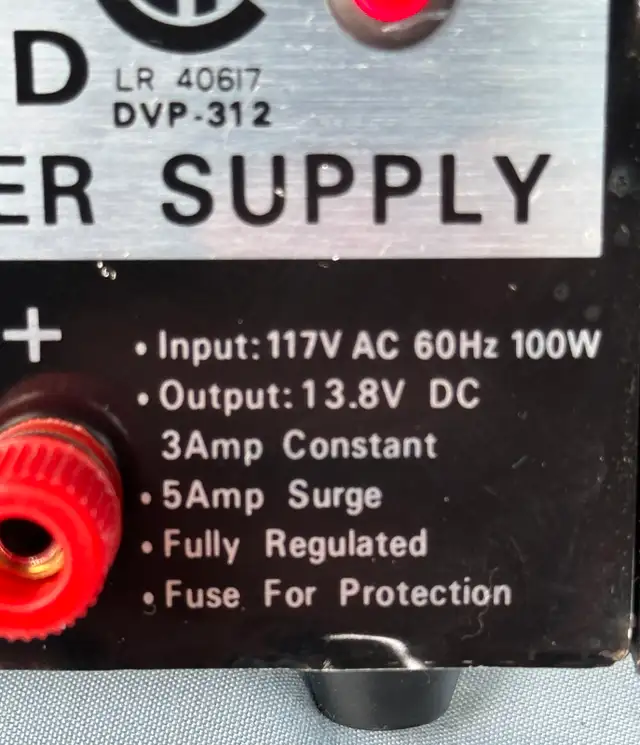 D
LR 40617
DVP-312
ER SUPPLY
+
• Input: 117V AC 60Hz 100W
• Output: 13.8V DC
3Amp Constant
• 5Amp Surge
• Fully Regulated
• Fuse For Protection